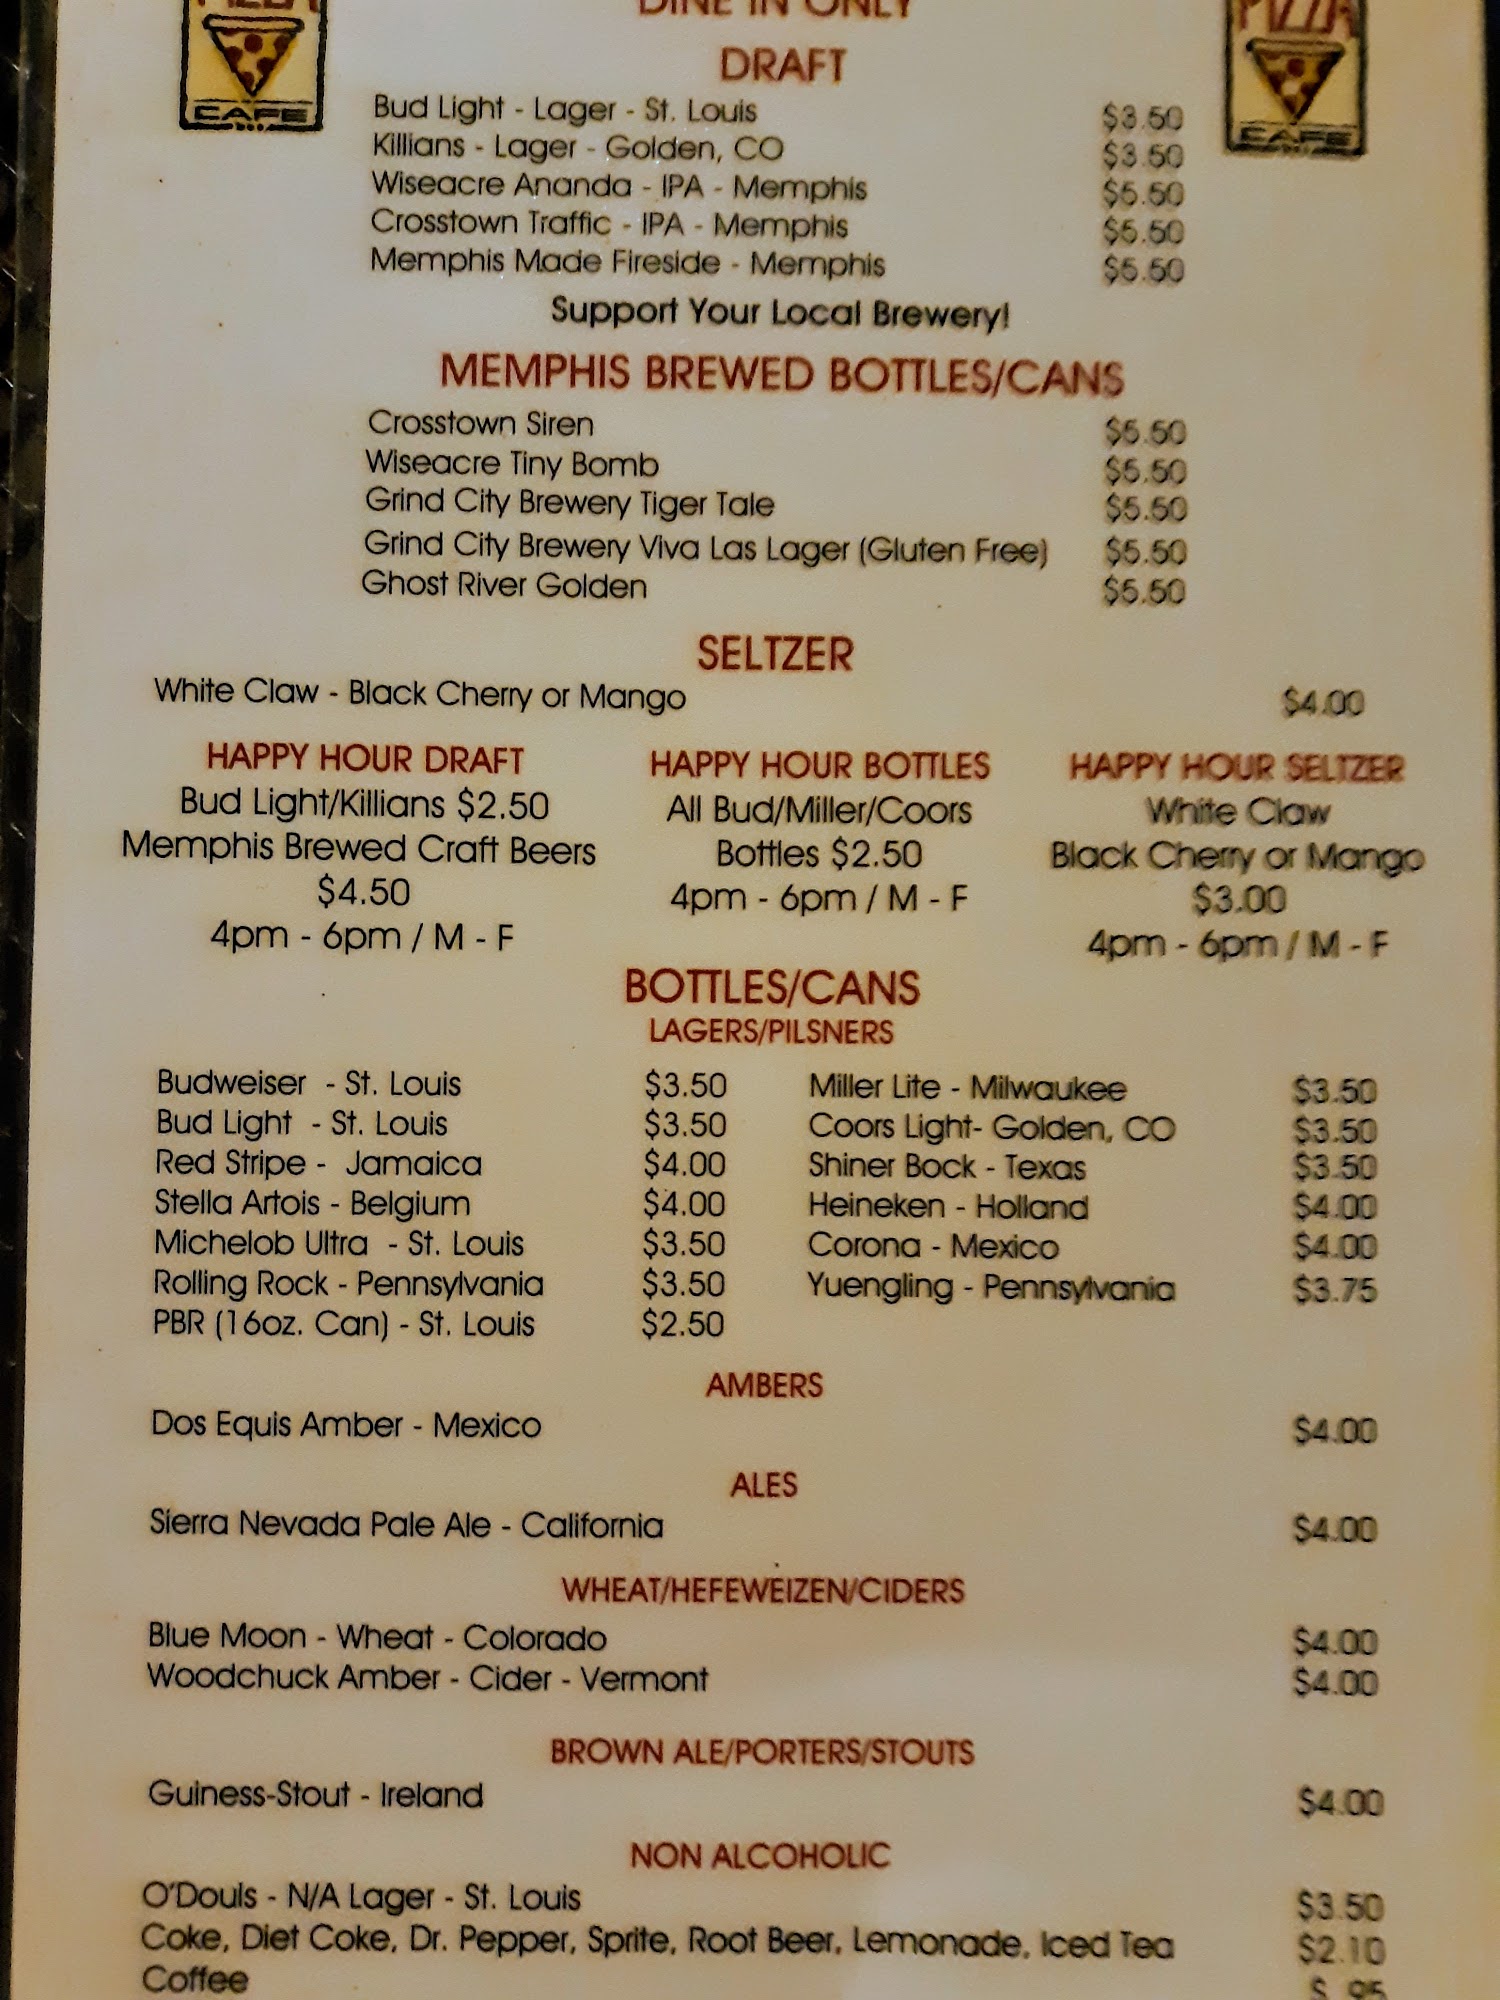 PIZZA
CAFE
DINE IN ONLY
PIZZA
CAFE
DRAFT
Bud Light - Lager - St. Louis $3.50
Killians - Lager - Golden, CO $3.50
Wiseacre Ananda - IPA - Memphis $5.50
Crosstown Traffic - IPA - Memphis $5.50
Memphis Made Fireside - Memphis $5.50
Support Your Local Brewery!
MEMPHIS BREWED BOTTLES/CANS
Crosstown Siren $5.50
Wiseacre Tiny Bomb $5.50
Grind City Brewery Tiger Tale $5.50
Grind City Brewery Viva Las Lager (Gluten Free) $5.50
Ghost River Golden $5.50
SELTZER
White Claw - Black Cherry or Mango $4.00
HAPPY HOUR DRAFT
Bud Light/Killians $2.50
Memphis Brewed Craft Beers
$4.50
4pm - 6pm / M - F
HAPPY HOUR BOTTLES
All Bud/Miller/Coors
Bottles $2.50
4pm - 6pm / M - F
HAPPY HOUR SELTZER
White Claw
Black Cherry or Mango
$3.00
4pm - 6pm / M - F
BOTTLES/CANS
LAGERS/PILSNERS
Budweiser - St. Louis $3.50 Miller Lite - Milwaukee $3.50
Bud Light - St. Louis $3.50 Coors Light- Golden, CO $3.50
Red Stripe - Jamaica $4.00 Shiner Bock - Texas $3.50
Stella Artois - Belgium $4.00 Heineken - Holland $4.00
Michelob Ultra - St. Louis $3.50 Corona - Mexico $4.00
Rolling Rock - Pennsylvania $3.50 Yuengling - Pennsylvania $3.75
PBR (16oz. Can) - St. Louis $2.50
AMBERS
Dos Equis Amber - Mexico $4.00
ALES
Sierra Nevada Pale Ale - California $4.00
WHEAT/HEFEWEIZEN/CIDERS
Blue Moon - Wheat - Colorado $4.00
Woodchuck Amber - Cider - Vermont $4.00
BROWN ALE/PORTERS/STOUTS
Guiness-Stout - Ireland $4.00
NON ALCOHOLIC
O'Douls - N/A Lager - St. Louis $3.50
Coke, Diet Coke, Dr. Pepper, Sprite, Root Beer, Lemonade, Iced Tea $2.10
Coffee $ .95